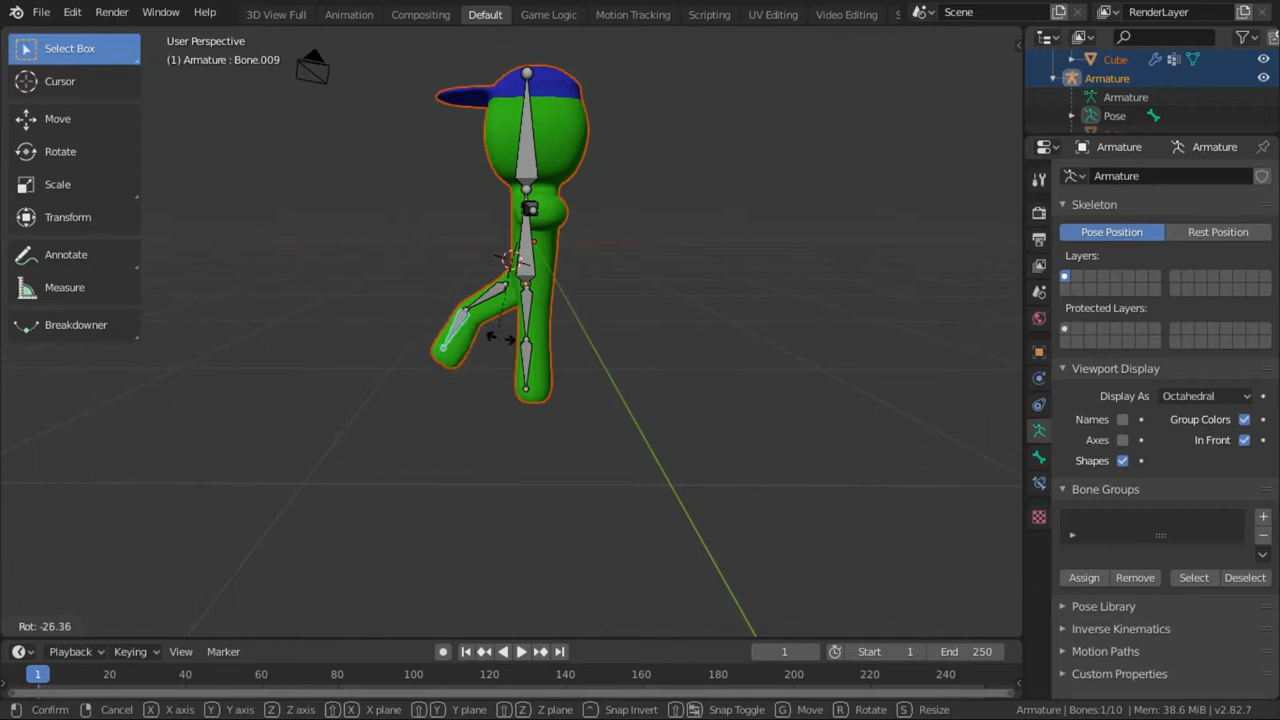 File Edit Render Window Help 3D View Full Animation Compositing Default Game Logic Motion Tracking Scripting UV Editing Video Editing S Scene RenderLayer
Select Box
Cursor
Move
Rotate
Scale
Transform
Annotate
Measure
Breakdowner
User Perspective
(1) Armature : Bone.009
Rot: -26.36
Cube
Armature
Armature
Pose
Armature Armature
Armature
Skeleton
Pose Position Rest Position
Layers:
Protected Layers:
Viewport Display
Display As Octahedral
Names Group Colors
Axes In Front
Shapes
Bone Groups
Assign Remove Select Deselect
Pose Library
Inverse Kinematics
Motion Paths
Custom Properties
Playback Keying View Marker 1 Start 1 End 250
1 20 40 60 80 100 120 140 160 180 200 220 240
Confirm Cancel X X axis Y Y axis Z Z axis X X plane Y Y plane Z Z plane Snap Invert Snap Toggle G Move R Rotate S Resize Armature | Bones:1/10 | Mem: 38.6 MiB | v2.82.7